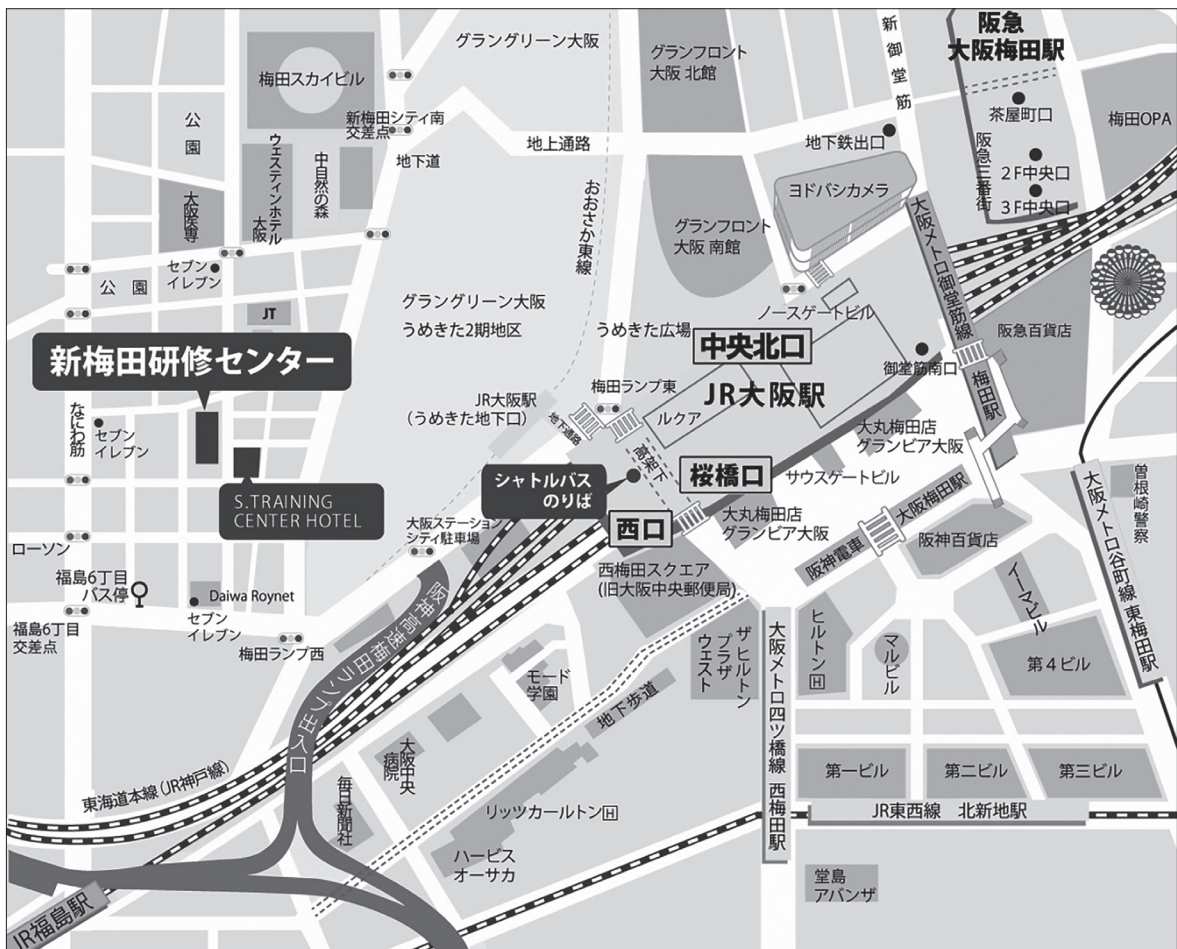 グラングリーン大阪
グランフロント
大阪 北館
新御堂筋
阪急
大阪梅田駅
梅田スカイビル
公園
新梅田シティ南
交差点
地下道
地上通路
地下鉄出口
茶屋町口
梅田OPA
2F中央口
3F中央口
阪急三番街
ウェスティンホテル
大阪
中自然の森
大阪医専
おおさか東線
ヨドバシカメラ
グランフロント
大阪 南館
大阪メトロ御堂筋線
セブン
イレブン
公園
JT
グラングリーン大阪
うめきた2期地区
うめきた広場
ノースゲートビル
阪急百貨店
新梅田研修センター
中央北口
JR大阪駅
御堂筋南口
梅田駅
梅田ランプ東
JR大阪駅
(うめきた地下口)
ルクア
地下通路
高架下
大丸梅田店
グランビア大阪
なにわ筋
セブン
イレブン
シャトルバス
のりば
桜橋口
サウスゲートビル
S.TRAINING
CENTER HOTEL
西口
大丸梅田店
グランビア大阪
大阪梅田駅
阪神電車
阪神百貨店
大阪メトロ谷町線 東梅田駅
曽根崎警察
ローソン
大阪ステーション
シティ駐車場
福島6丁目
バス停
Daiwa Roynet
セブン
イレブン
福島6丁目
交差点
梅田ランプ西
阪神高速梅田ランプ出入口
西梅田スクエア
(旧大阪中央郵便局)
イーマビル
ザヒルトン
プラザ
ウェスト
ヒルトンH
マルビル
第4ビル
モード
学園
地下歩道
大阪メトロ四ツ橋線 西梅田駅
大阪中央
病院
毎日新聞社
東海道本線(JR神戸線)
リッツカールトンH
ハービス
オーサカ
第一ビル
第二ビル
第三ビル
JR東西線 北新地駅
堂島
アバンザ
JR福島駅